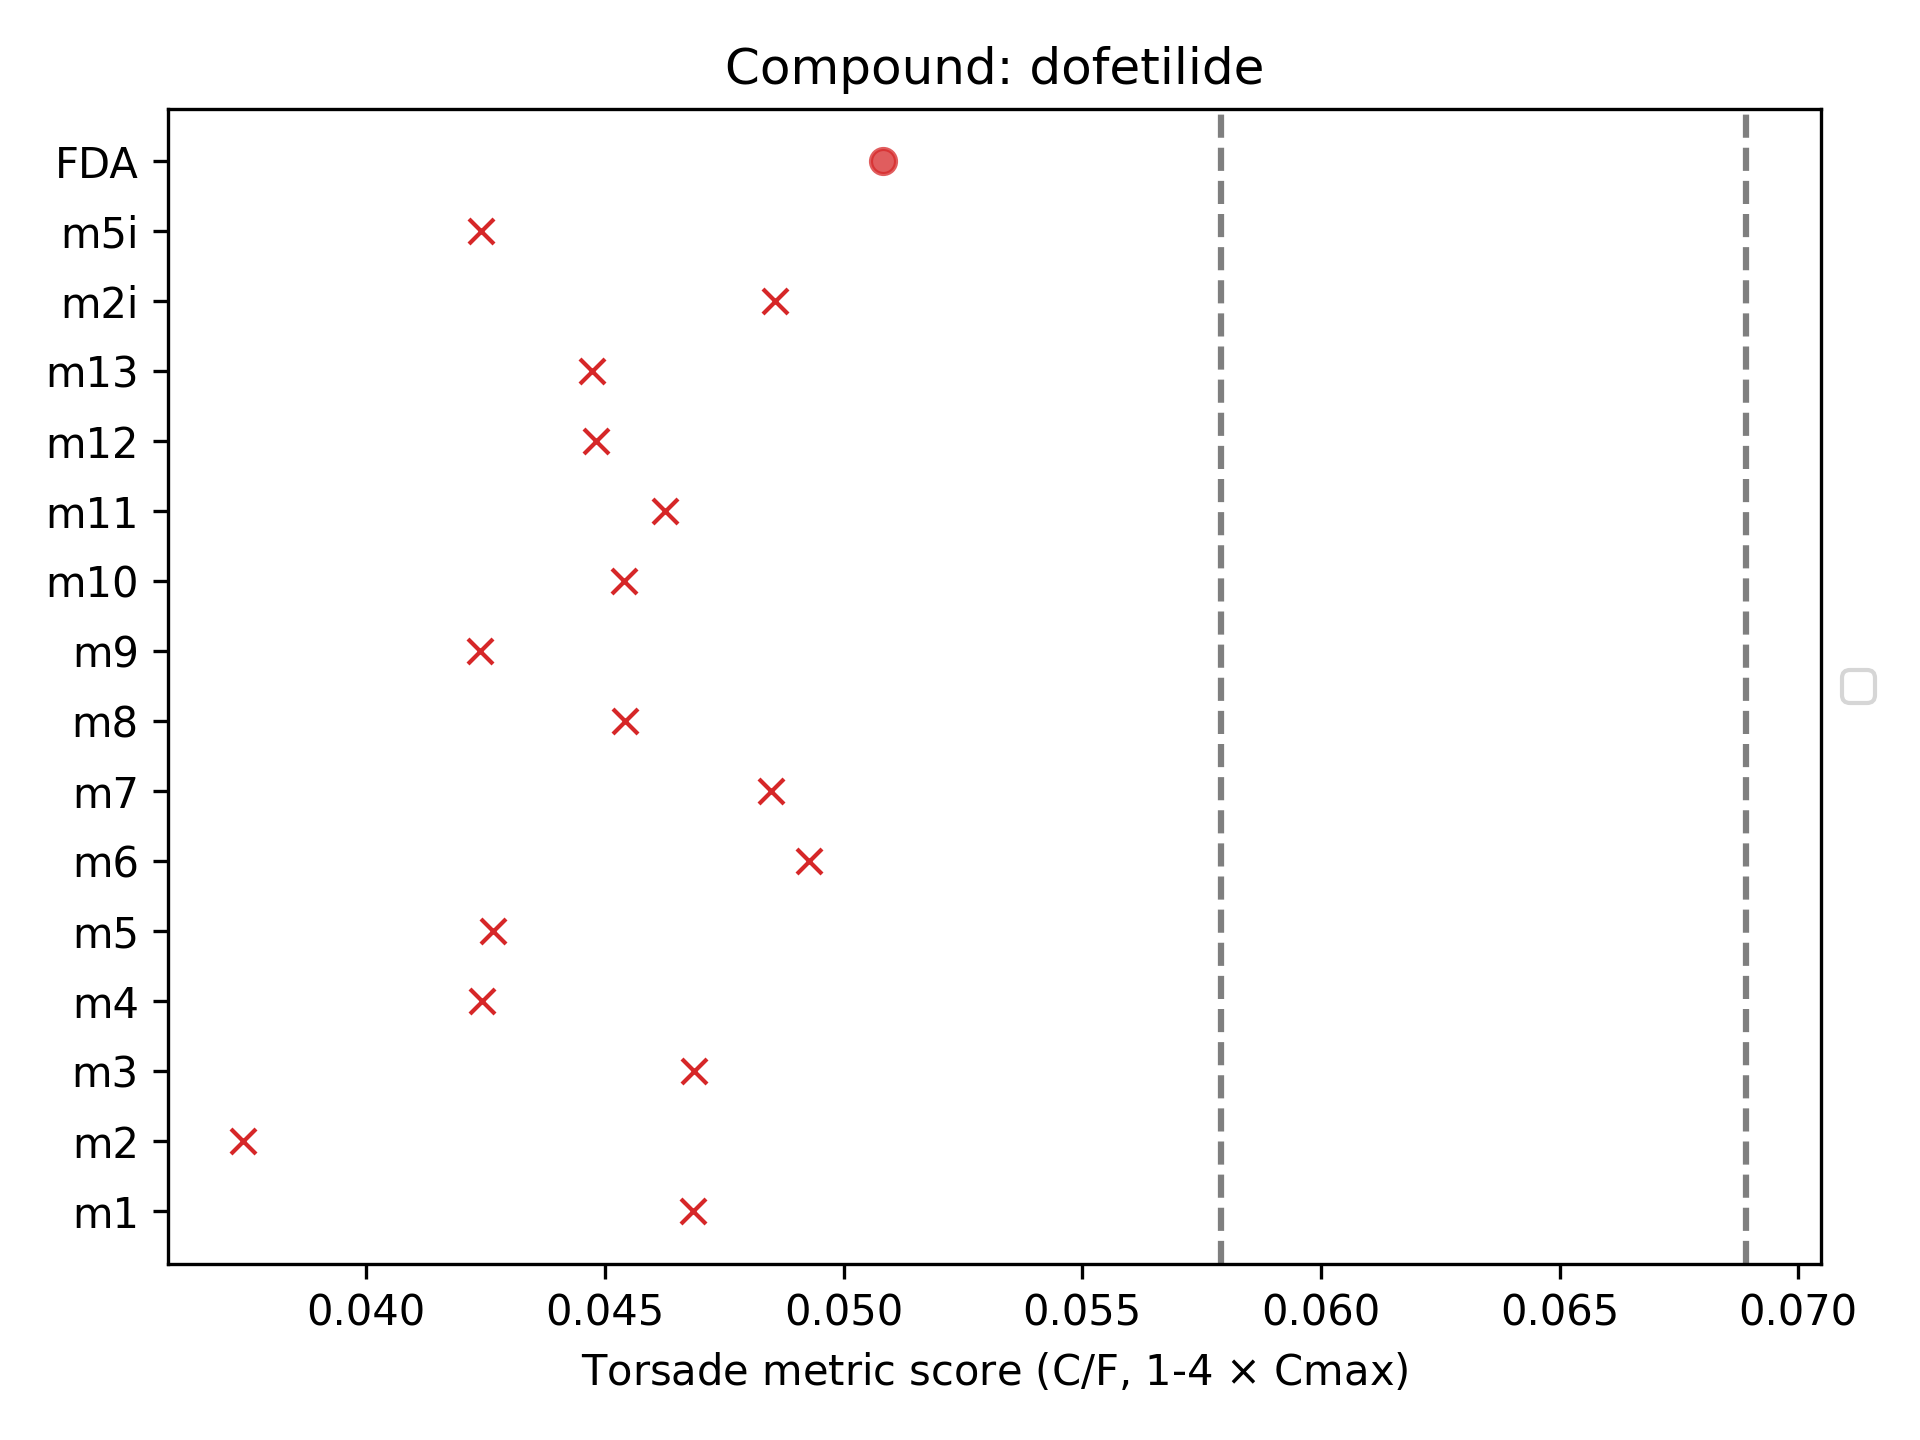 Compound: dofetilide
FDA
m5i
m2i
m13
m12
m11
m10
m9
m8
m7
m6
m5
m4
m3
m2
m1
0.040 0.045 0.050 0.055 0.060 0.065 0.070
Torsade metric score (C/F, 1-4 × Cmax)